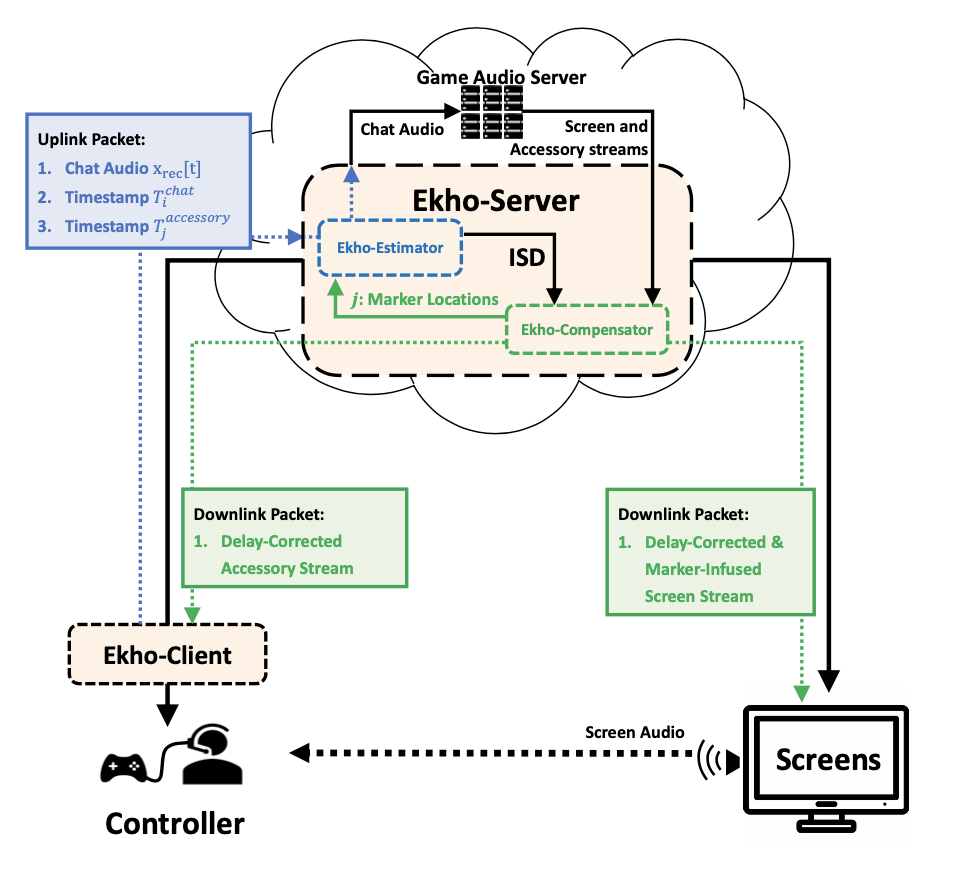 Game Audio Server
Chat Audio
Screen and
Accessory streams
Uplink Packet:
1. Chat Audio x_rec[t]
2. Timestamp T_i^chat
3. Timestamp T_j^accessory
Ekho-Server
Ekho-Estimator
ISD
j: Marker Locations
Ekho-Compensator
Downlink Packet:
1. Delay-Corrected
Accessory Stream
Downlink Packet:
1. Delay-Corrected &
Marker-Infused
Screen Stream
Ekho-Client
Screen Audio
Screens
Controller